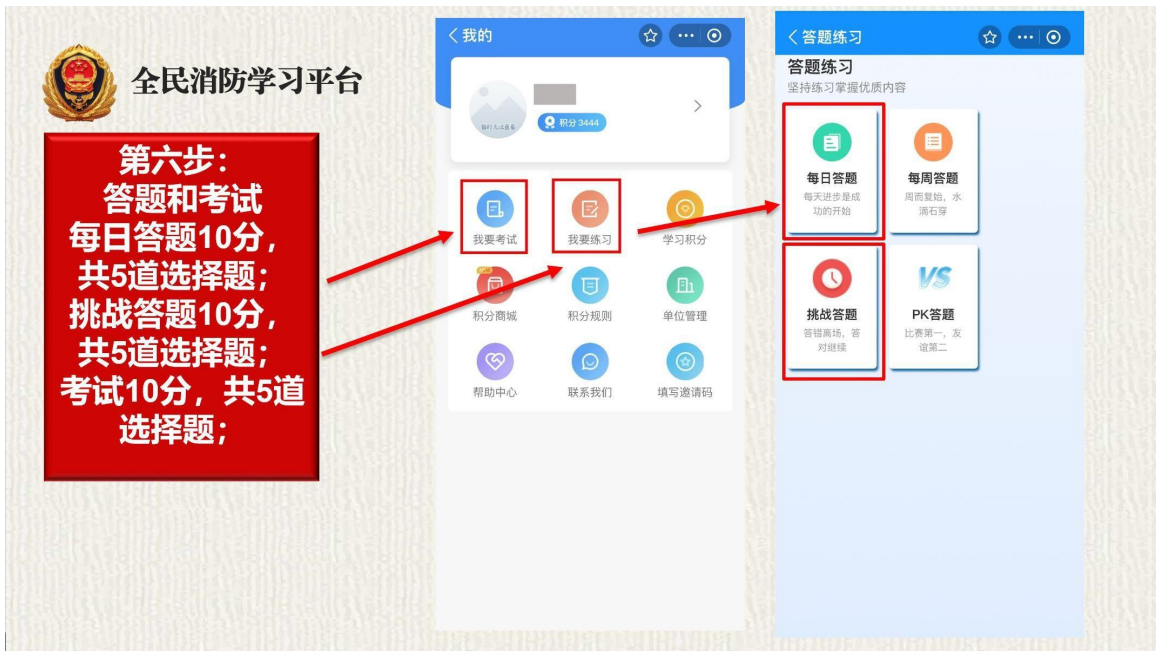 全民消防学习平台
第六步：
答题和考试
每日答题10分，
共5道选择题；
挑战答题10分，
共5道选择题；
考试10分，共5道
选择题；
我的
积分 3444
我要考试
我要练习
学习积分
积分商城
积分规则
单位管理
帮助中心
联系我们
填写邀请码
答题练习
答题练习
坚持练习掌握优质内容
每日答题
每天进步是成
功的开始
每周答题
周而复始，水
滴石穿
挑战答题
答错离场，答
对继续
VS
PK答题
比赛第一，友
谊第二